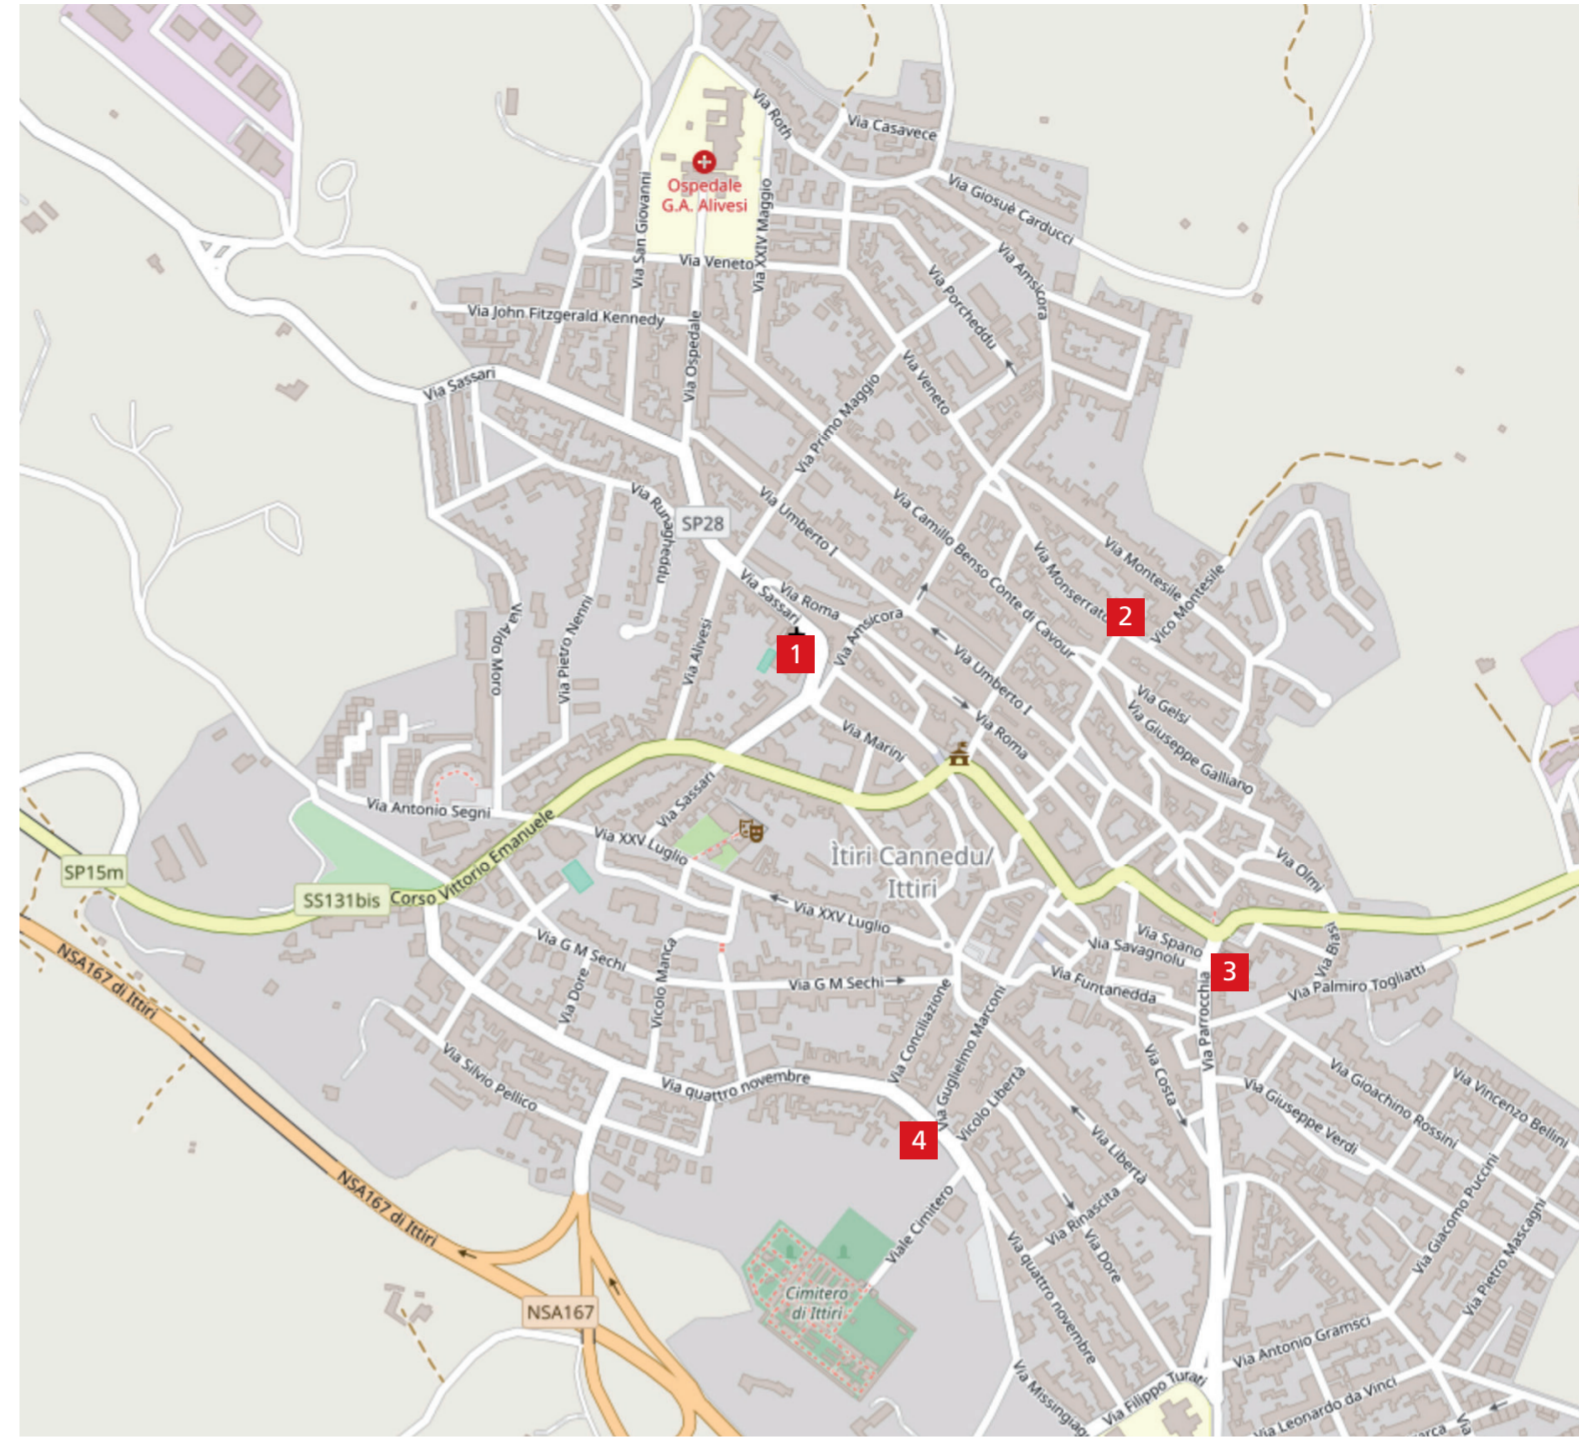 Via Roth
Via Casavece
Ospedale
G.A. Alivesi
Via Giosuè Carducci
Via San Giovanni
Via XXIV Maggio
Via Veneto
Via Amsicora
Via Porcheddu
Via John Fitzgerald Kennedy
Via Ospedale
Via Sassari
Via Veneto
Via Primo Maggio
Via Runagheddu
SP28
Via Umberto I
Via Camillo Benso Conte di Cavour
Via Monserrato
Via Montesile
Vico Montesile
Via Sassari
Via Roma
Via Amsicora
1
2
Via Aldo Moro
Via Pietro Nenni
Via Alivesi
Via Umberto I
Via Gelsi
Via Giuseppe Galliano
Via Marini
Via Roma
Via Antonio Segni
Via Sassari
Via XXV Luglio
Ìtiri Cannedu/
Ittiri
SP15m
SS131bis
Corso Vittorio Emanuele
Via Olmi
Via XXV Luglio
Via Spano
Via Savagnolu
Via Biasi
NSA167 di Ittiri
Via G M Sechi
Via Dore
Vicolo Manca
Via G M Sechi
Via Funtanedda
3
Via Palmiro Togliatti
Via Conciliazione
Via Guglielmo Marconi
Via Parrocchia
Via Silvio Pellico
Via quattro novembre
Vicolo Libertà
Via Costa
Via Giuseppe Verdi
Via Gioachino Rossini
Via Vincenzo Bellini
4
Via Libertà
NSA167 di Ittiri
Viale Cimitero
Via Rinascita
Via Dore
Via Giacomo Puccini
Via Pietro Mascagni
Cimitero
di Ittiri
NSA167
Via quattro novembre
Via Antonio Gramsci
Via Missingiag
Via Filippo Turati
Via Leonardo da Vinci
arca
Via